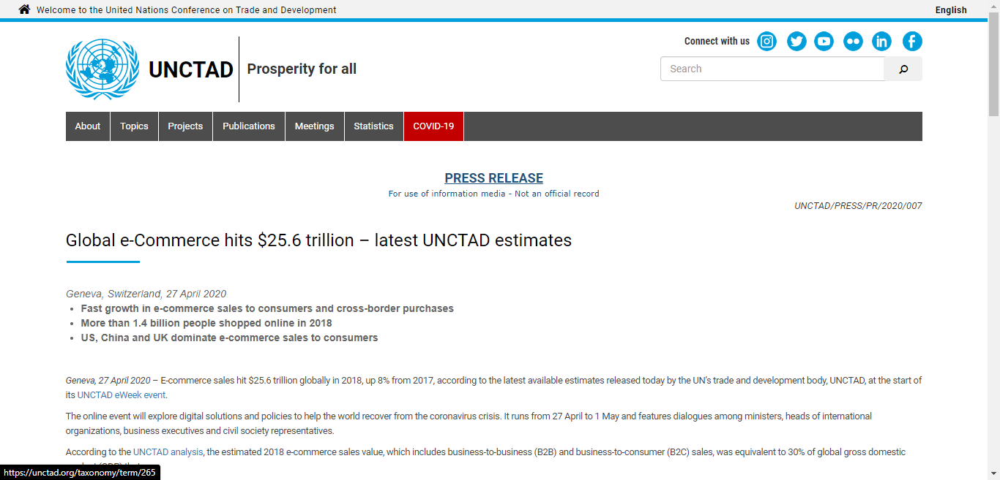 Welcome to the United Nations Conference on Trade and Development
English
Connect with us
UNCTAD
Prosperity for all
Search
About
Topics
Projects
Publications
Meetings
Statistics
COVID-19
PRESS RELEASE
For use of information media - Not an official record
UNCTAD/PRESS/PR/2020/007
Global e-Commerce hits $25.6 trillion – latest UNCTAD estimates
Geneva, Switzerland, 27 April 2020
• Fast growth in e-commerce sales to consumers and cross-border purchases
• More than 1.4 billion people shopped online in 2018
• US, China and UK dominate e-commerce sales to consumers
Geneva, 27 April 2020 – E-commerce sales hit $25.6 trillion globally in 2018, up 8% from 2017, according to the latest available estimates released today by the UN's trade and development body, UNCTAD, at the start of
its UNCTAD eWeek event.
The online event will explore digital solutions and policies to help the world recover from the coronavirus crisis. It runs from 27 April to 1 May and features dialogues among ministers, heads of international
organizations, business executives and civil society representatives.
According to the UNCTAD analysis, the estimated 2018 e-commerce sales value, which includes business-to-business (B2B) and business-to-consumer (B2C) sales, was equivalent to 30% of global gross domestic
https://unctad.org/taxonomy/term/265